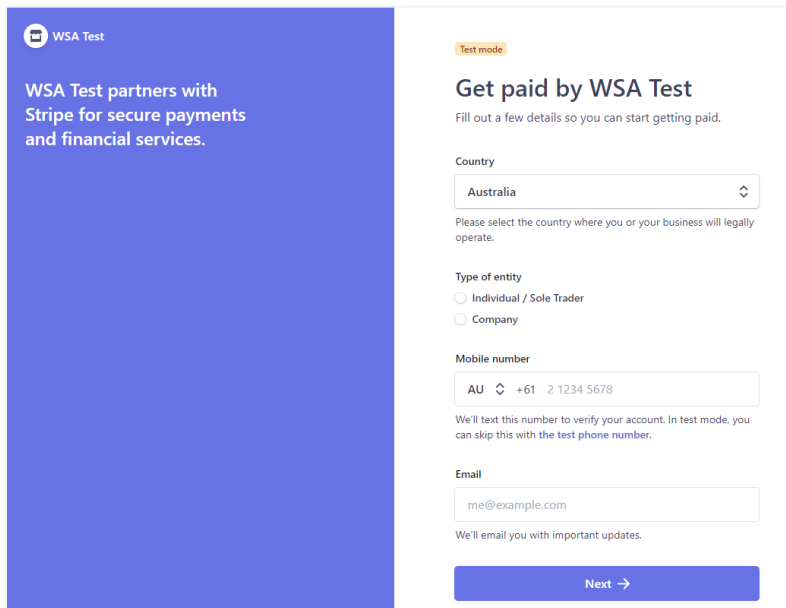 WSA Test
WSA Test partners with
Stripe for secure payments
and financial services.
Test mode
Get paid by WSA Test
Fill out a few details so you can start getting paid.
Country
Australia
Please select the country where you or your business will legally
operate.
Type of entity
Individual / Sole Trader
Company
Mobile number
AU +61 2 1234 5678
We'll text this number to verify your account. In test mode, you
can skip this with the test phone number.
Email
me@example.com
We'll email you with important updates.
Next →